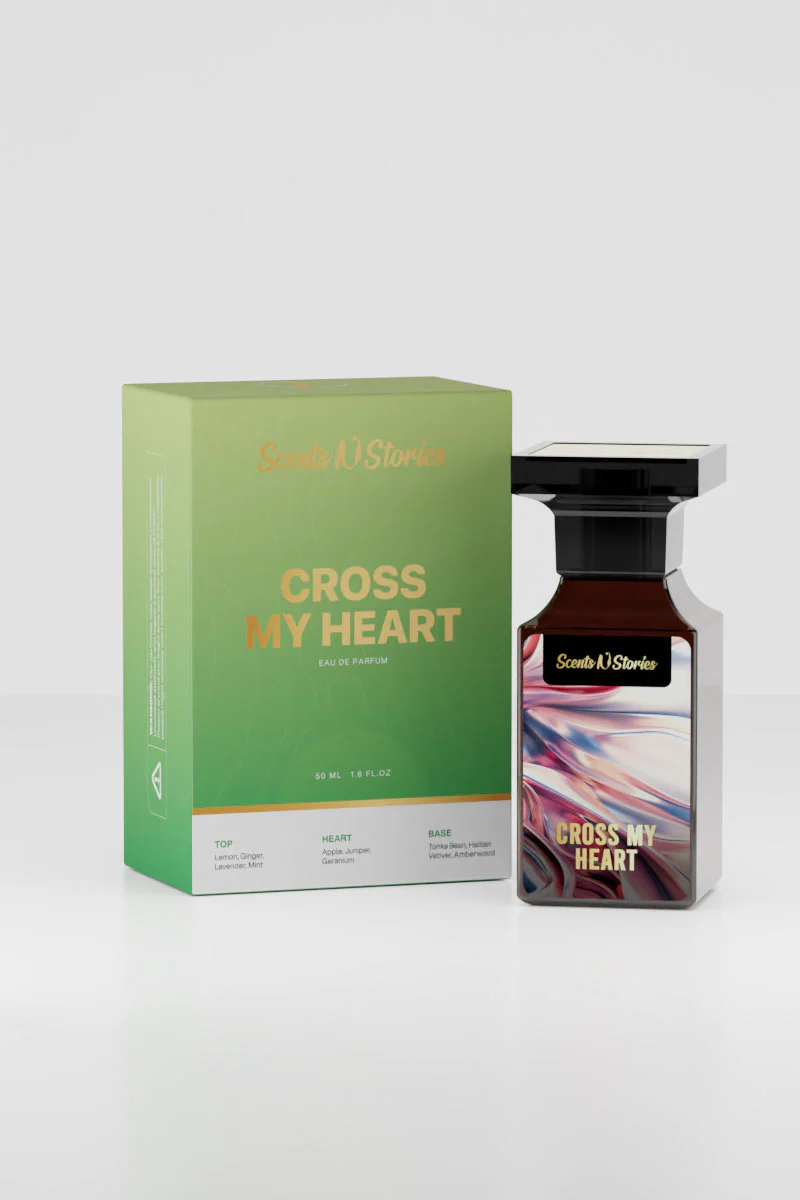 Scents N Stories
CROSS
MY HEART
EAU DE PARFUM
50 ML 1.6 FL.OZ
TOP
Lemon, Ginger,
Lavender, Mint
HEART
Apple, Juniper,
Geranium
BASE
Tonka Bean, Haitian
Vetiver, Amberwood
WARNING:
Scents N Stories
CROSS MY
HEART